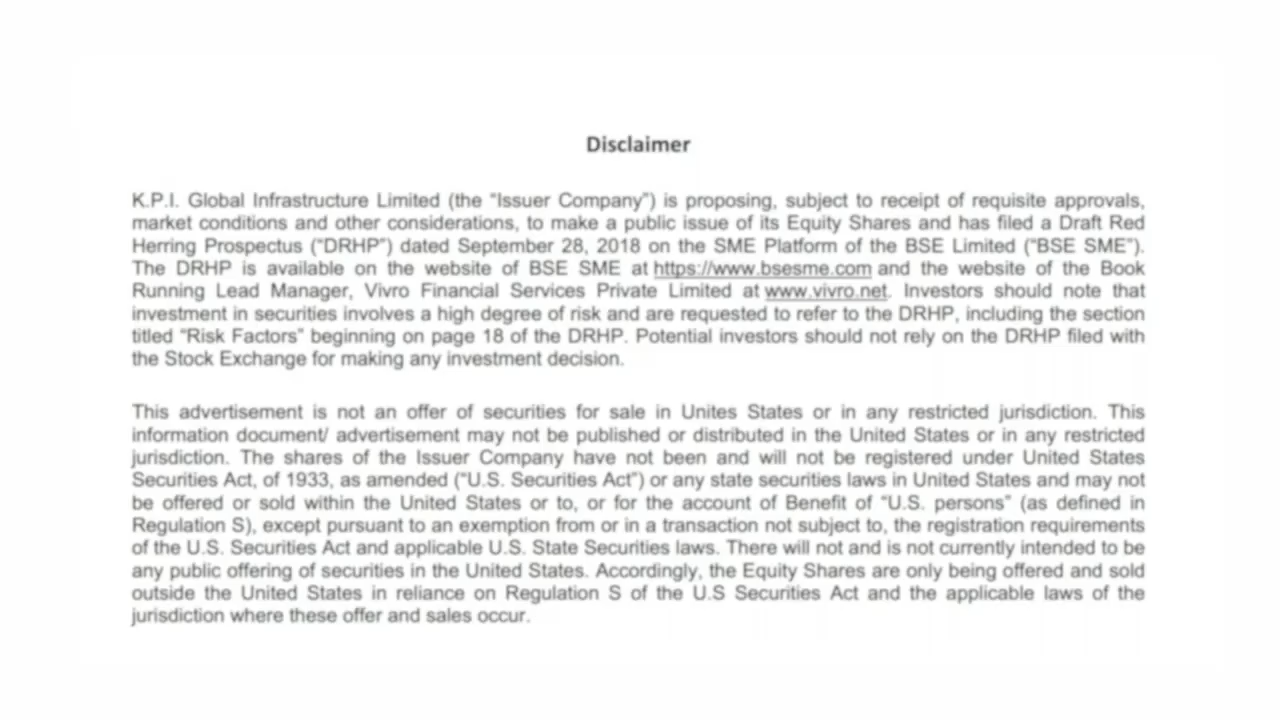 Disclaimer
K.P.I. Global Infrastructure Limited (the “Issuer Company”) is proposing, subject to receipt of requisite approvals,
market conditions and other considerations, to make a public issue of its Equity Shares and has filed a Draft Red
Herring Prospectus (“DRHP”) dated September 28, 2018 on the SME Platform of the BSE Limited (“BSE SME”).
The DRHP is available on the website of BSE SME at https://www.bsesme.com and the website of the Book
Running Lead Manager, Vivro Financial Services Private Limited at www.vivro.net. Investors should note that
investment in securities involves a high degree of risk and are requested to refer to the DRHP, including the section
titled “Risk Factors” beginning on page 18 of the DRHP. Potential investors should not rely on the DRHP filed with
the Stock Exchange for making any investment decision.
This advertisement is not an offer of securities for sale in Unites States or in any restricted jurisdiction. This
information document/ advertisement may not be published or distributed in the United States or in any restricted
jurisdiction. The shares of the Issuer Company have not been and will not be registered under United States
Securities Act, of 1933, as amended (“U.S. Securities Act”) or any state securities laws in United States and may not
be offered or sold within the United States or to, or for the account of Benefit of “U.S. persons” (as defined in
Regulation S), except pursuant to an exemption from or in a transaction not subject to, the registration requirements
of the U.S. Securities Act and applicable U.S. State Securities laws. There will not and is not currently intended to be
any public offering of securities in the United States. Accordingly, the Equity Shares are only being offered and sold
outside the United States in reliance on Regulation S of the U.S Securities Act and the applicable laws of the
jurisdiction where these offer and sales occur.